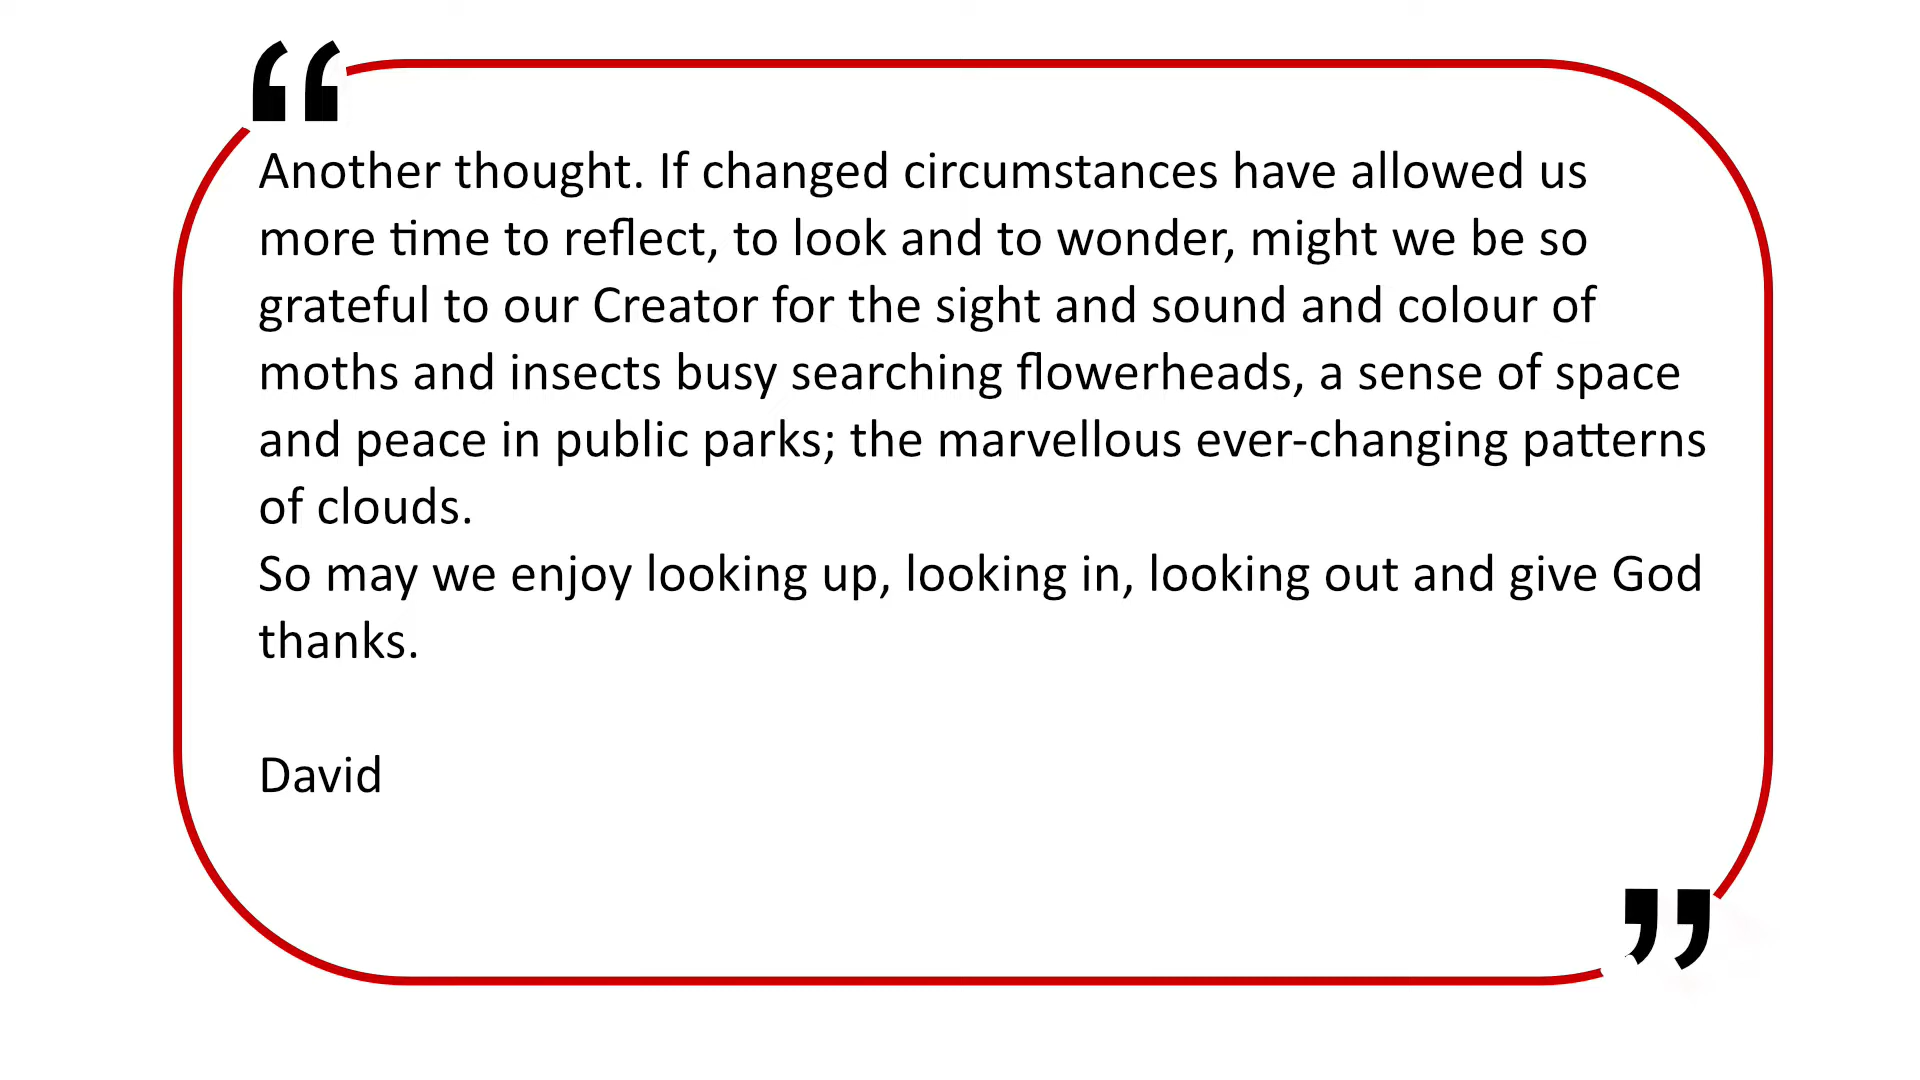 “
Another thought. If changed circumstances have allowed us
more time to reflect, to look and to wonder, might we be so
grateful to our Creator for the sight and sound and colour of
moths and insects busy searching flowerheads, a sense of space
and peace in public parks; the marvellous ever-changing patterns
of clouds.
So may we enjoy looking up, looking in, looking out and give God
thanks.
David
”